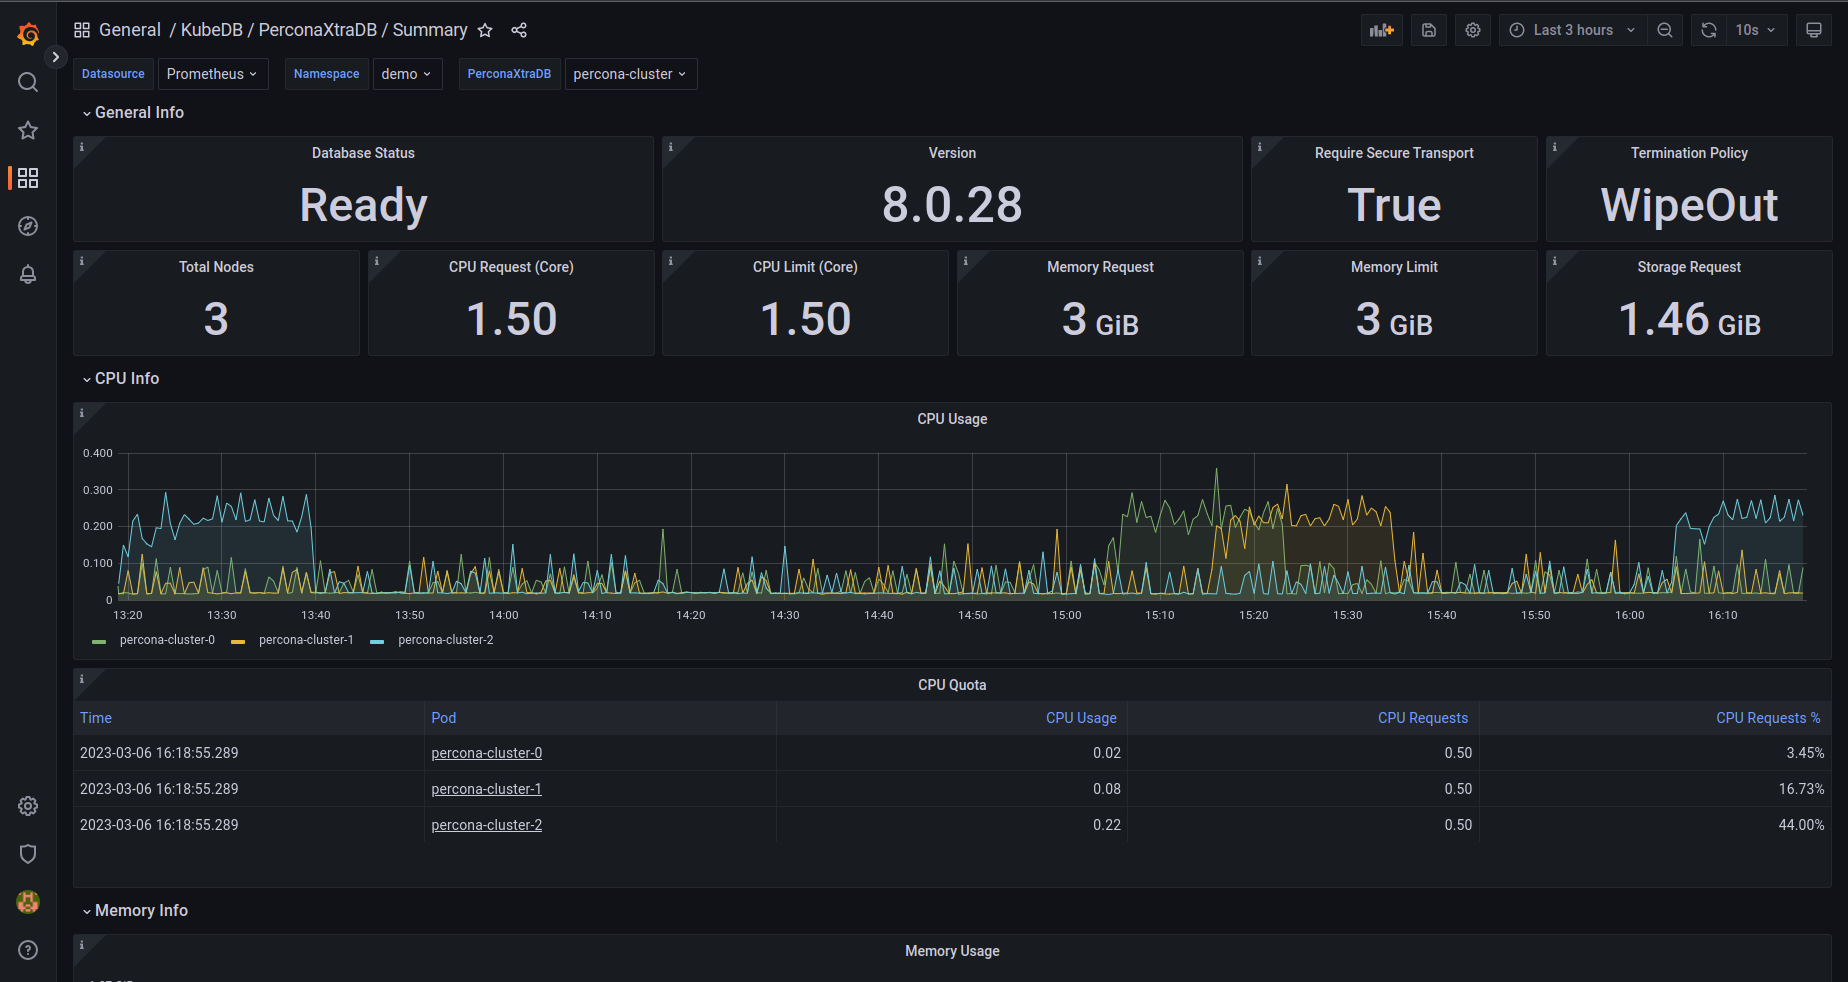 General / KubeDB / PerconaXtraDB / Summary
Last 3 hours
10s
Datasource Prometheus Namespace demo PerconaXtraDB percona-cluster
General Info
Database Status
Ready
Version
8.0.28
Require Secure Transport
True
Termination Policy
WipeOut
Total Nodes
3
CPU Request (Core)
1.50
CPU Limit (Core)
1.50
Memory Request
3 GiB
Memory Limit
3 GiB
Storage Request
1.46 GiB
CPU Info
CPU Usage
0.400
0.300
0.200
0.100
0
13:20 13:30 13:40 13:50 14:00 14:10 14:20 14:30 14:40 14:50 15:00 15:10 15:20 15:30 15:40 15:50 16:00 16:10
percona-cluster-0 percona-cluster-1 percona-cluster-2
CPU Quota
Time Pod CPU Usage CPU Requests CPU Requests %
2023-03-06 16:18:55.289 percona-cluster-0 0.02 0.50 3.45%
2023-03-06 16:18:55.289 percona-cluster-1 0.08 0.50 16.73%
2023-03-06 16:18:55.289 percona-cluster-2 0.22 0.50 44.00%
Memory Info
Memory Usage